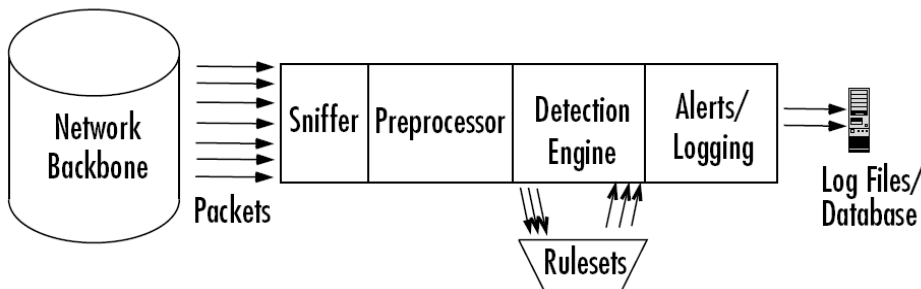 Network
Backbone
Packets
Sniffer
Preprocessor
Detection
Engine
Alerts/
Logging
Rulesets
Log Files/
Database